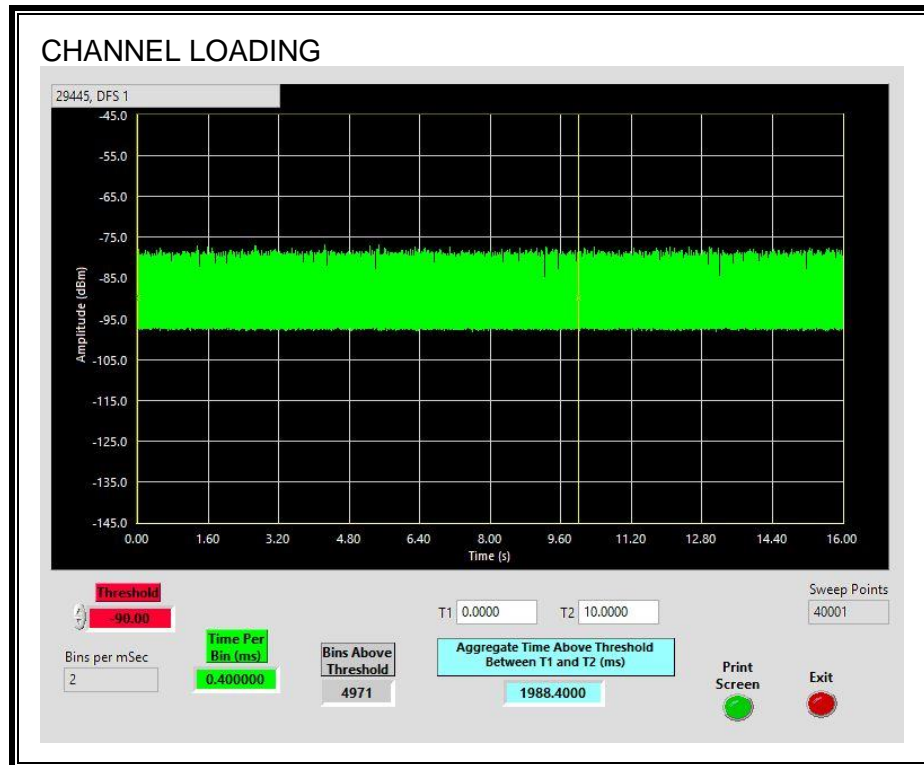 CHANNEL LOADING
29445, DFS 1
-45.0
-55.0
-65.0
-75.0
-85.0
-95.0
-105.0
-115.0
-125.0
-135.0
-145.0
Amplitude (dBm)
0.00 1.60 3.20 4.80 6.40 8.00 9.60 11.20 12.80 14.40 16.00
Time (s)
Threshold
-90.00
Bins per mSec
2
Time Per
Bin (ms)
0.400000
Bins Above
Threshold
4971
T1 0.0000 T2 10.0000
Aggregate Time Above Threshold
Between T1 and T2 (ms)
1988.4000
Sweep Points
40001
Print
Screen
Exit